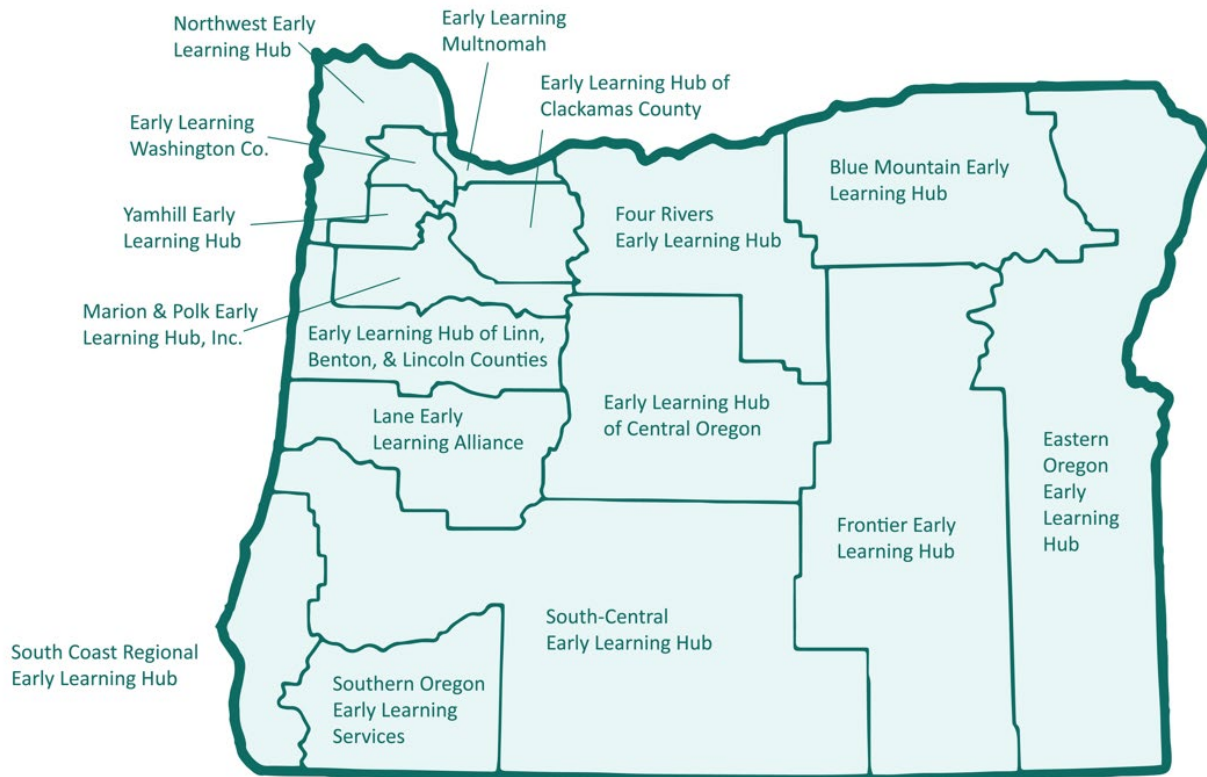 Northwest Early
Learning Hub
Early Learning
Multnomah
Early Learning Hub of
Clackamas County
Early Learning
Washington Co.
Blue Mountain Early
Learning Hub
Yamhill Early
Learning Hub
Four Rivers
Early Learning Hub
Marion & Polk Early
Learning Hub, Inc.
Early Learning Hub of Linn,
Benton, & Lincoln Counties
Lane Early
Learning Alliance
Early Learning Hub
of Central Oregon
Eastern
Oregon
Early
Learning
Hub
Frontier Early
Learning Hub
South-Central
Early Learning Hub
South Coast Regional
Early Learning Hub
Southern Oregon
Early Learning
Services